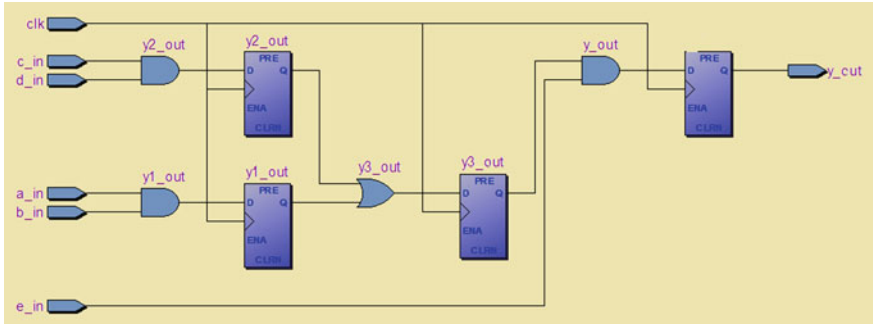 clk
y2_out
y2_out
y_out
c_in
d_in
PRE
D Q
ENA
CLRN
PRE
D Q
ENA
CLRN
y_cut
y1_out
y1_out
y3_out
y3_out
a_in
b_in
PRE
D Q
ENA
CLRN
PRE
D Q
ENA
CLRN
e_in